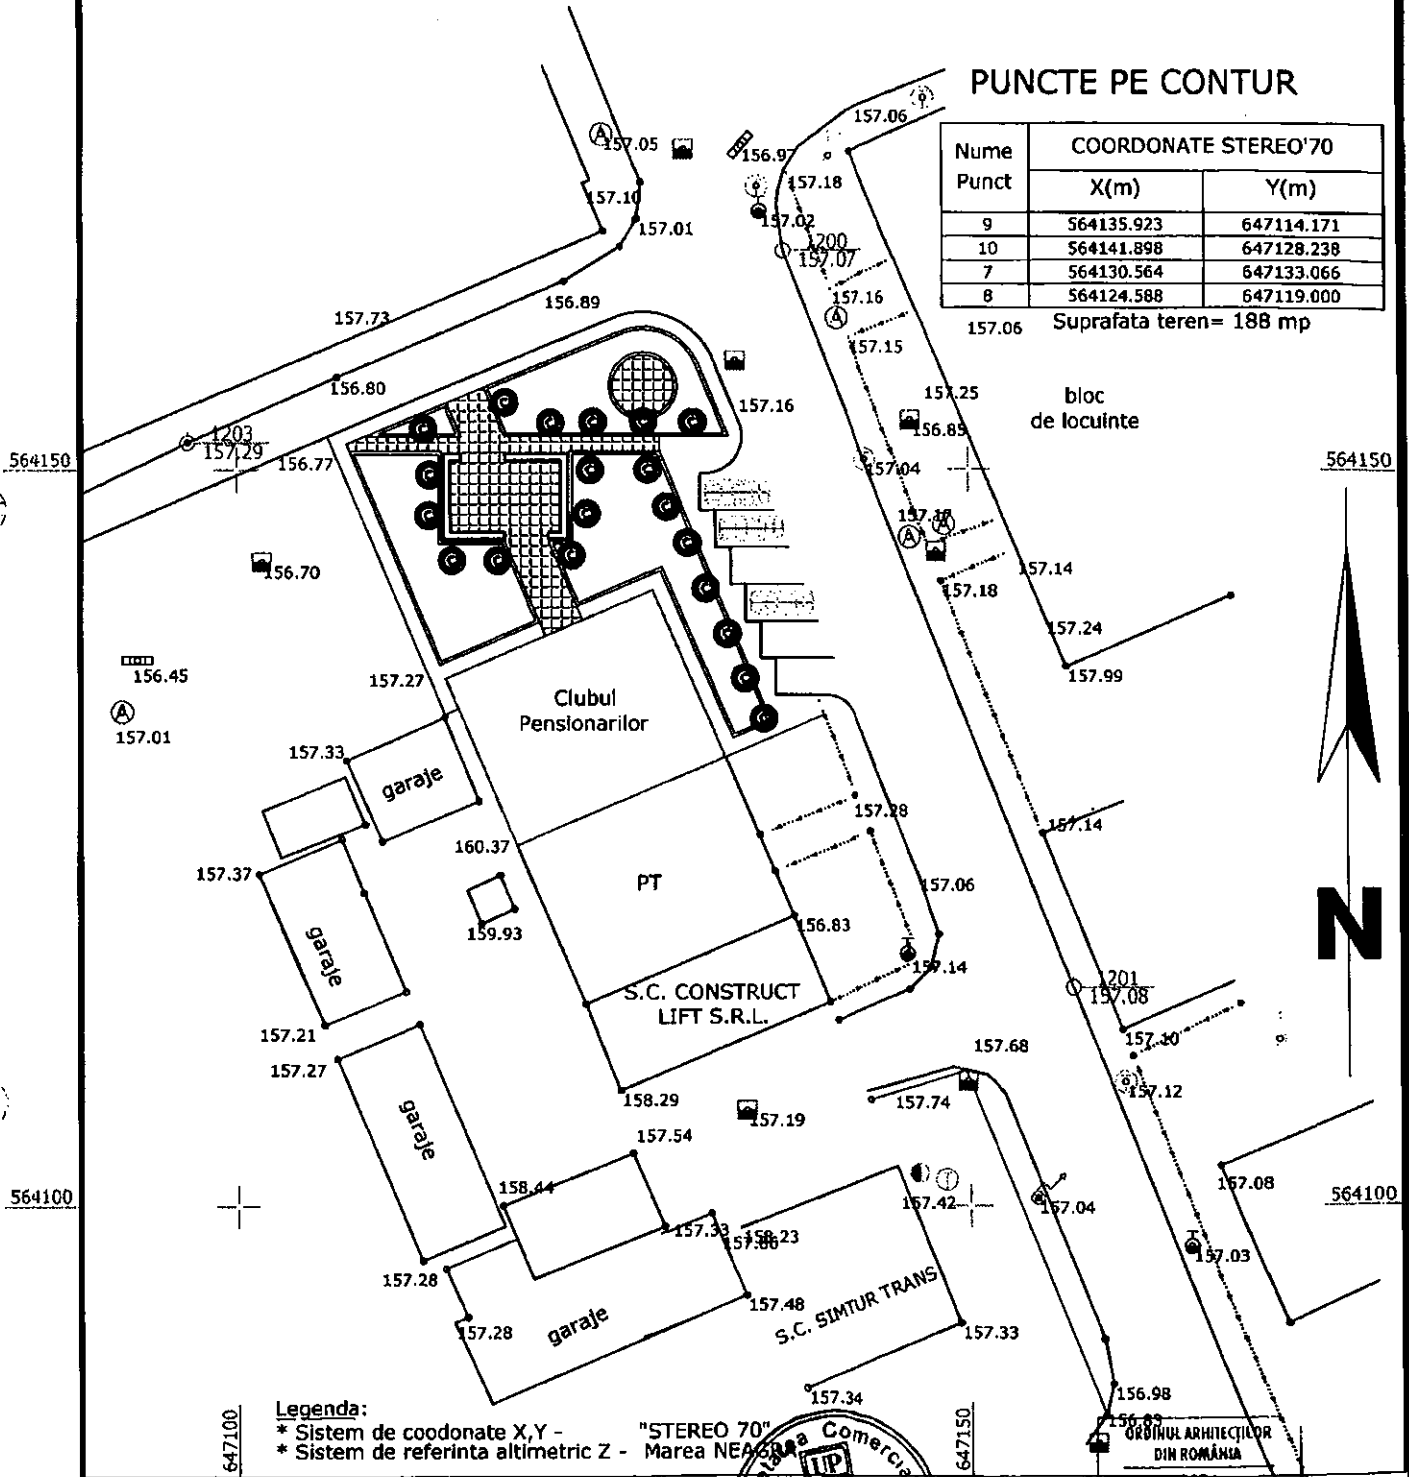 PUNCTE PE CONTUR
Nume Punct
COORDONATE STEREO'70
X(m) Y(m)
9 564135.923 647114.171
10 564141.898 647128.238
7 564130.564 647133.066
8 564124.588 647119.000
Suprafata teren= 188 mp
157.06
157.06
A
157.05
156.97
157.18
157.10
157.02
157.01
1200
157.07
156.89
157.16
A
157.73
157.15
156.80
157.25
157.16
bloc
de locuinte
156.85
1203
157.29
156.77
157.04
564150
564150
A
A
156.70
157.14
157.18
157.24
156.45
157.27
157.99
A
157.01
Clubul
Pensionarilor
157.33
garaje
157.28
157.14
160.37
157.37
PT
157.06
N
garaje
159.93
156.83
157.14
S.C. CONSTRUCT
LIFT S.R.L.
1201
157.08
157.21
157.10
157.27
157.68
157.12
garaje
158.29
157.19
157.74
157.54
158.44
157.42
157.04
157.08
564100
564100
157.33
158.23
157.03
157.28
157.48
S.C. SIMTUR TRANS
157.28
garaje
157.33
157.34
156.98
156.83
647100
647150
Legenda:
* Sistem de coodonate X,Y - "STEREO 70"
* Sistem de referinta altimetric Z - Marea NEAGRA
Comercia
UP
ORDINUL ARHITECȚILOR
DIN ROMÂNIA